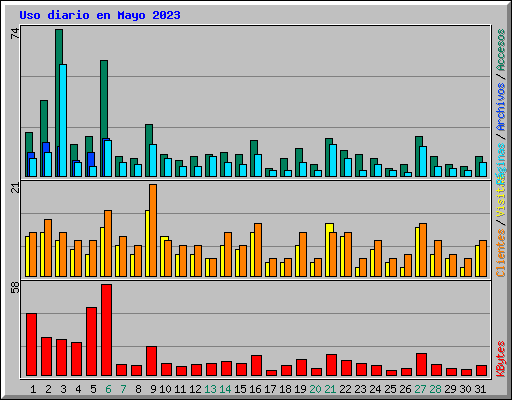 Uso diario en Mayo 2023
74
21
58
Accesos
/ Archivos /
Clientes /
KBytes
1 2 3 4 5 6 7 8 9 10 11 12 13 14 15 16 17 18 19 20 21 22 23 24 25 26 27 28 29 30 31